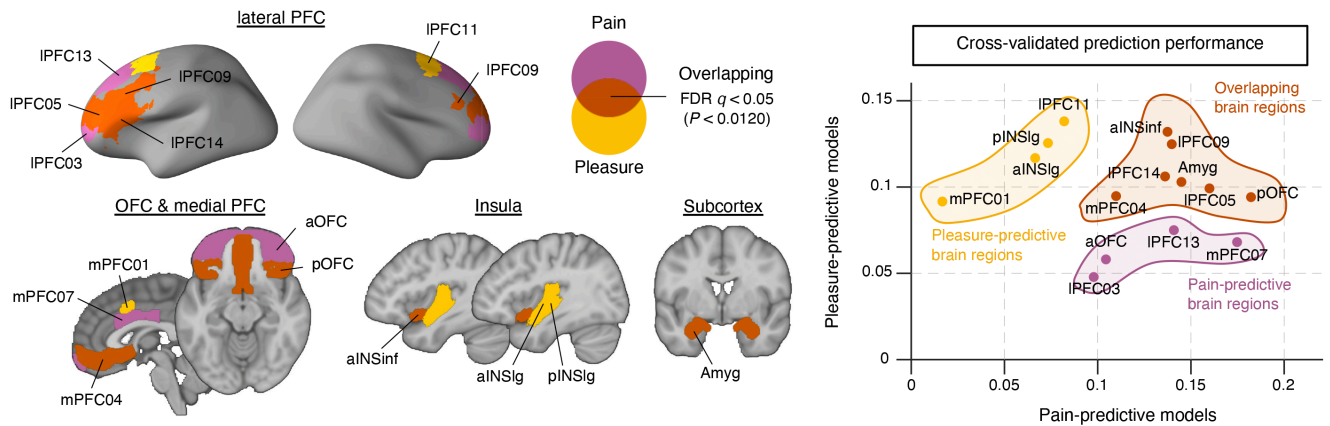 lateral PFC
lPFC13
lPFC09
lPFC05
lPFC14
lPFC03
lPFC11
lPFC09
Pain
Overlapping
FDR q < 0.05
(P < 0.0120)
Pleasure
OFC & medial PFC
aOFC
pOFC
mPFC01
mPFC07
mPFC04
Insula
aINSinf
aINSlg
pINSlg
Subcortex
Amyg
Cross-validated prediction performance
Pleasure-predictive models
0.15
0.1
0.05
0
Overlapping
brain regions
lPFC11
pINSlg
aINSlg
mPFC01
aINSinf
lPFC09
lPFC14
Amyg
mPFC04
lPFC05
pOFC
Pleasure-predictive
brain regions
aOFC
lPFC13
mPFC07
lPFC03
Pain-predictive
brain regions
0
0.05
0.1
0.15
0.2
Pain-predictive models